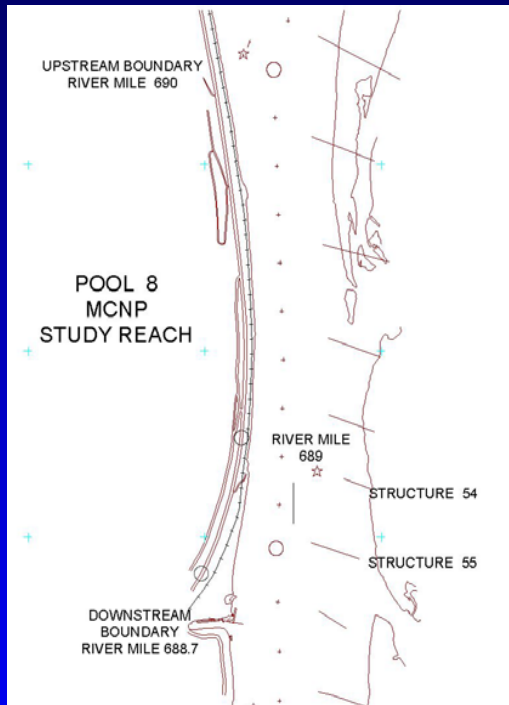 UPSTREAM BOUNDARY
RIVER MILE 690
POOL 8
MCNP
STUDY REACH
RIVER MILE
689
STRUCTURE 54
STRUCTURE 55
DOWNSTREAM
BOUNDARY
RIVER MILE 688.7